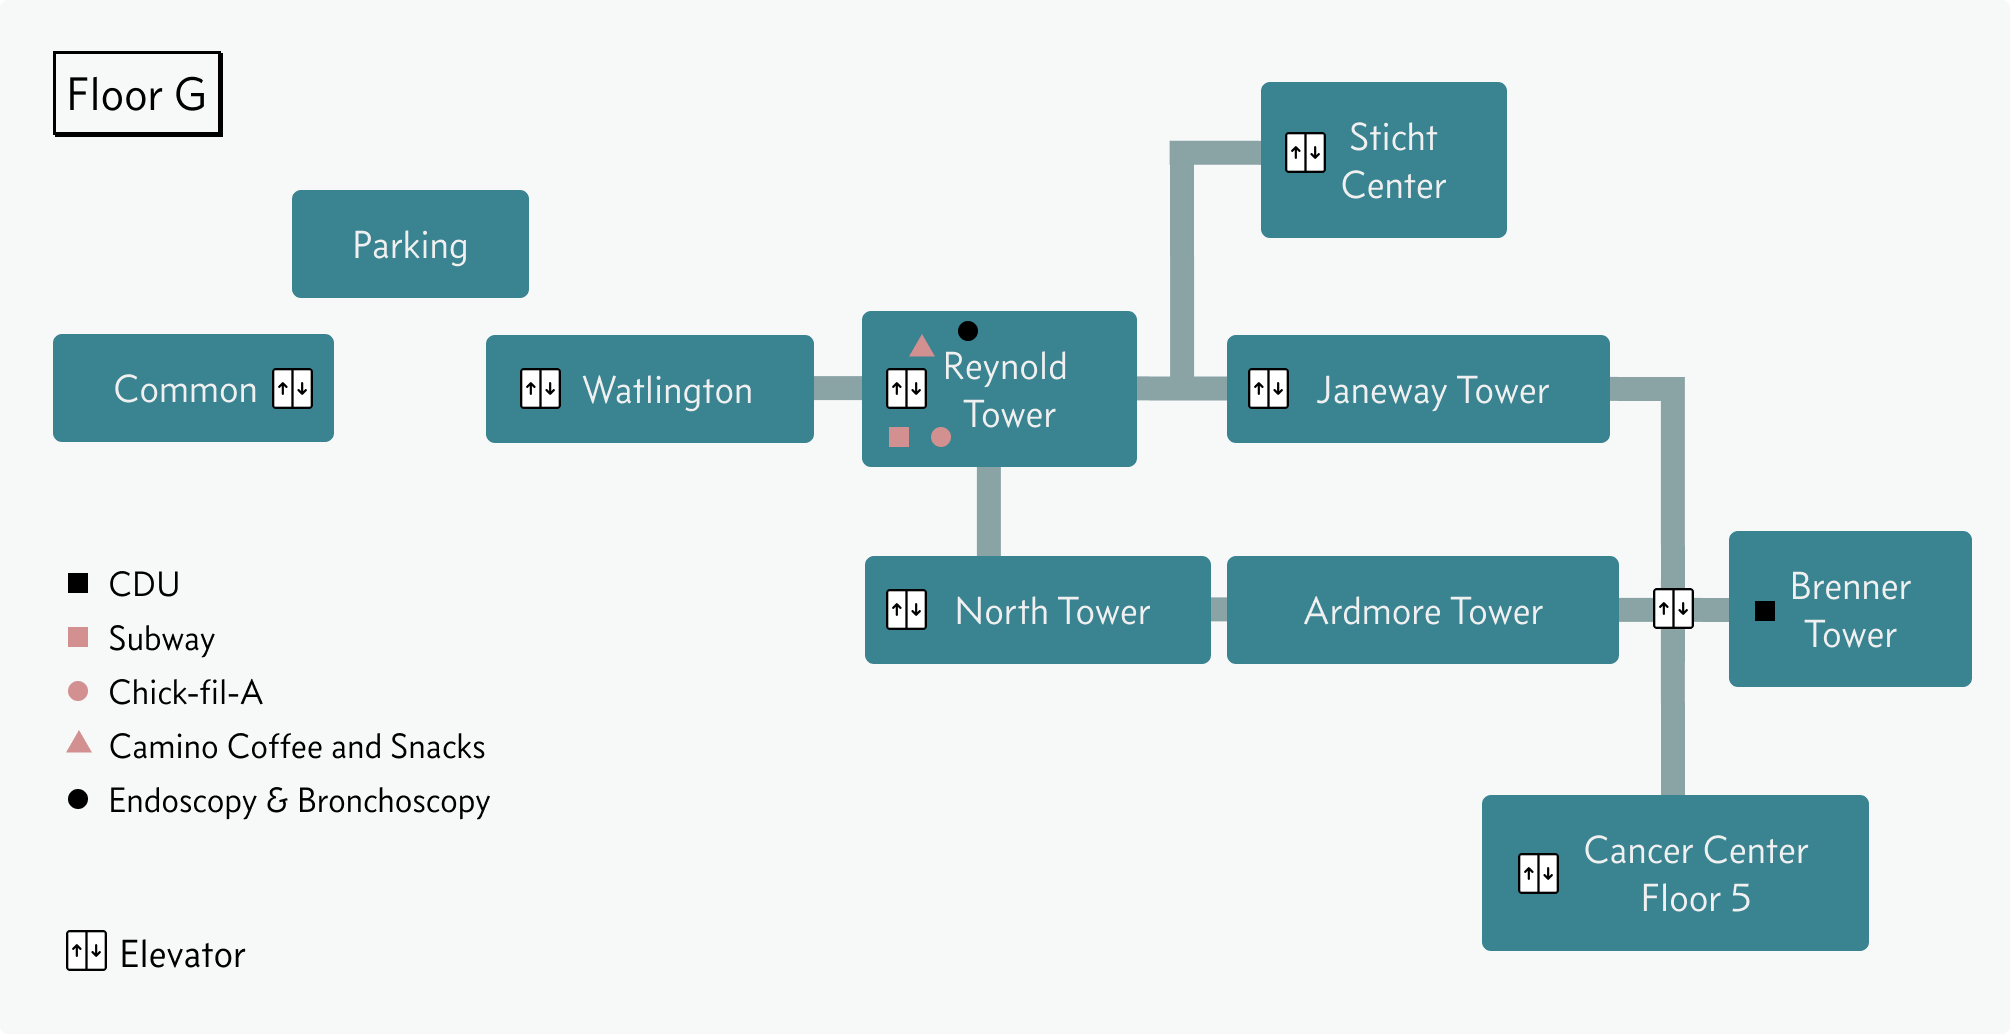 Floor G
Sticht
Center
Parking
Common
Watlington
Reynold
Tower
Janeway Tower
North Tower
Ardmore Tower
Brenner
Tower
CDU
Subway
Chick-fil-A
Camino Coffee and Snacks
Endoscopy & Bronchoscopy
Cancer Center
Floor 5
Elevator